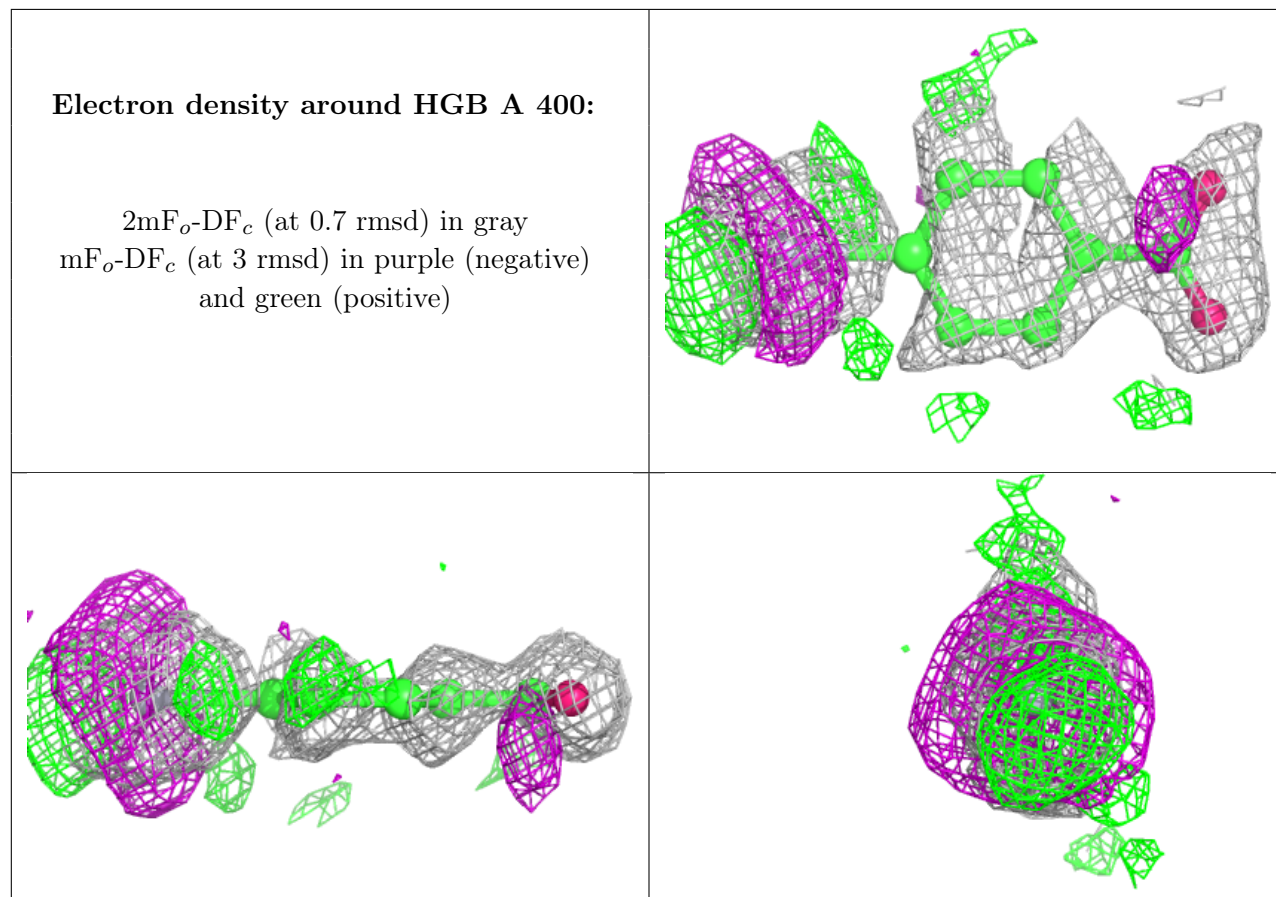 Electron density around HGB A 400:
2mFo-DFc (at 0.7 rmsd) in gray
mFo-DFc (at 3 rmsd) in purple (negative)
and green (positive)